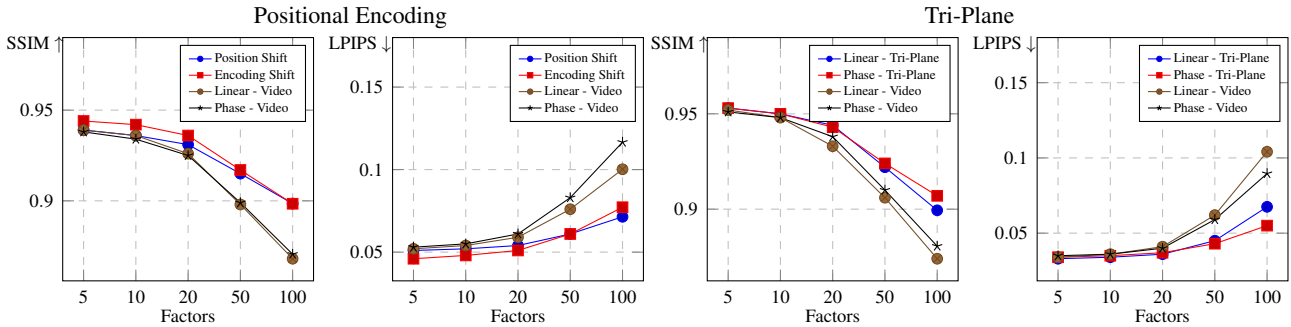 Positional Encoding
Tri-Plane
SSIM ↑
0.95
0.9
5 10 20 50 100
Factors
Position Shift
Encoding Shift
Linear - Video
Phase - Video
LPIPS ↓
0.15
0.1
0.05
5 10 20 50 100
Factors
Position Shift
Encoding Shift
Linear - Video
Phase - Video
SSIM ↑
0.95
0.9
5 10 20 50 100
Factors
Linear - Tri-Plane
Phase - Tri-Plane
Linear - Video
Phase - Video
LPIPS ↓
0.15
0.1
0.05
5 10 20 50 100
Factors
Linear - Tri-Plane
Phase - Tri-Plane
Linear - Video
Phase - Video